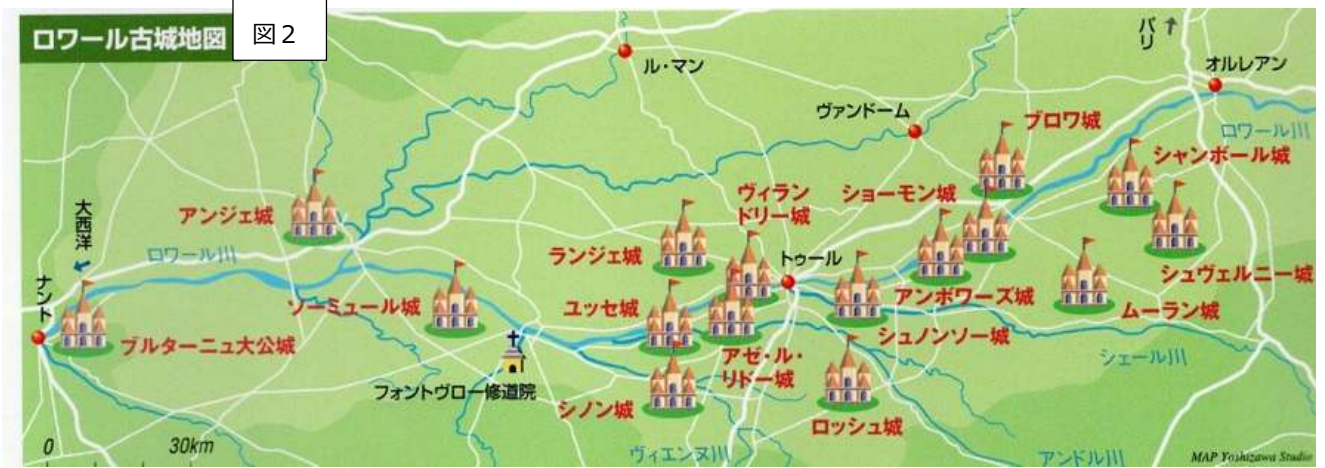 ロワール古城地図
図2
パリ
ル・マン
オルレアン
ヴァンドーム
ブロワ城
ロワール川
シャンボール城
ヴィラン
ドリー城
ショーモン城
アンジェ城
大西洋
ロワール川
ランジェ城
トゥール
シュヴェルニー城
ナント
ソーミュール城
ユッセ城
アンボワーズ城
ムーラン城
ブルターニュ大公城
シュノンソー城
アゼ・ル・
リドー城
シェール川
フォントヴロー修道院
シノン城
ロッシュ城
0 30km
ヴィエンヌ川
アンドル川
MAP Yoshizawa Studio